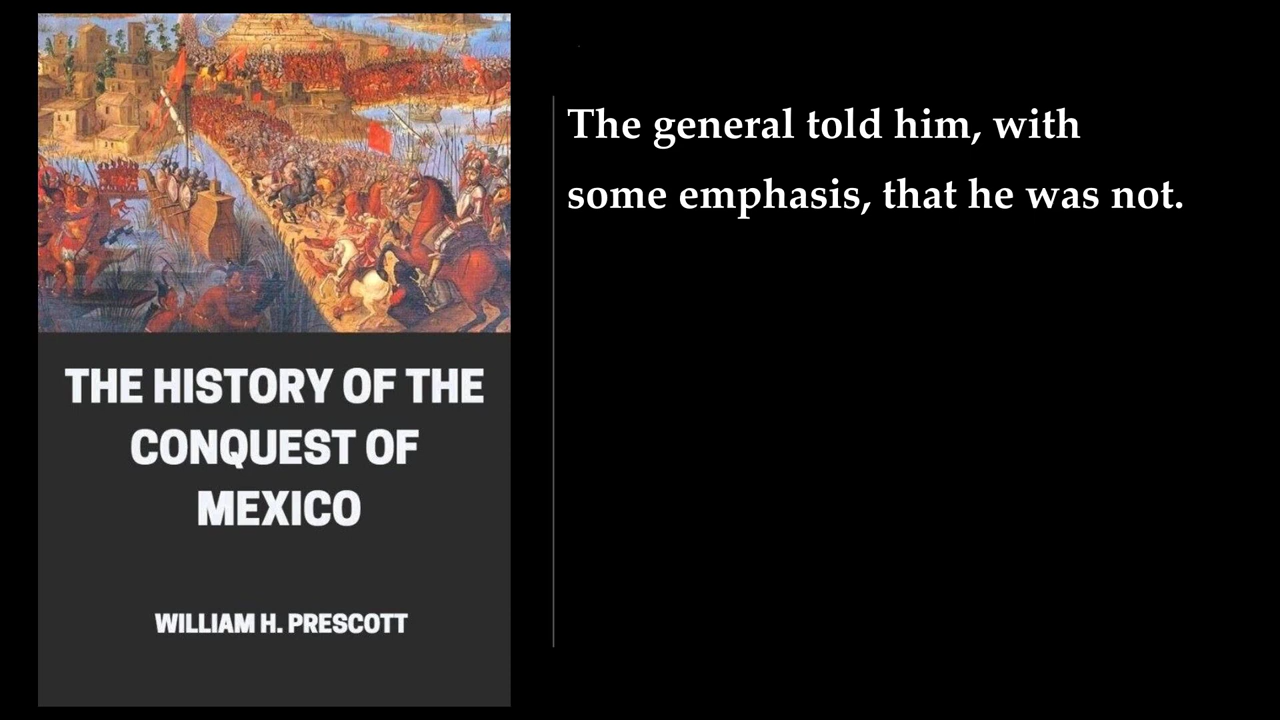 THE HISTORY OF THE
CONQUEST OF
MEXICO
WILLIAM H. PRESCOTT
The general told him, with
some emphasis, that he was not.